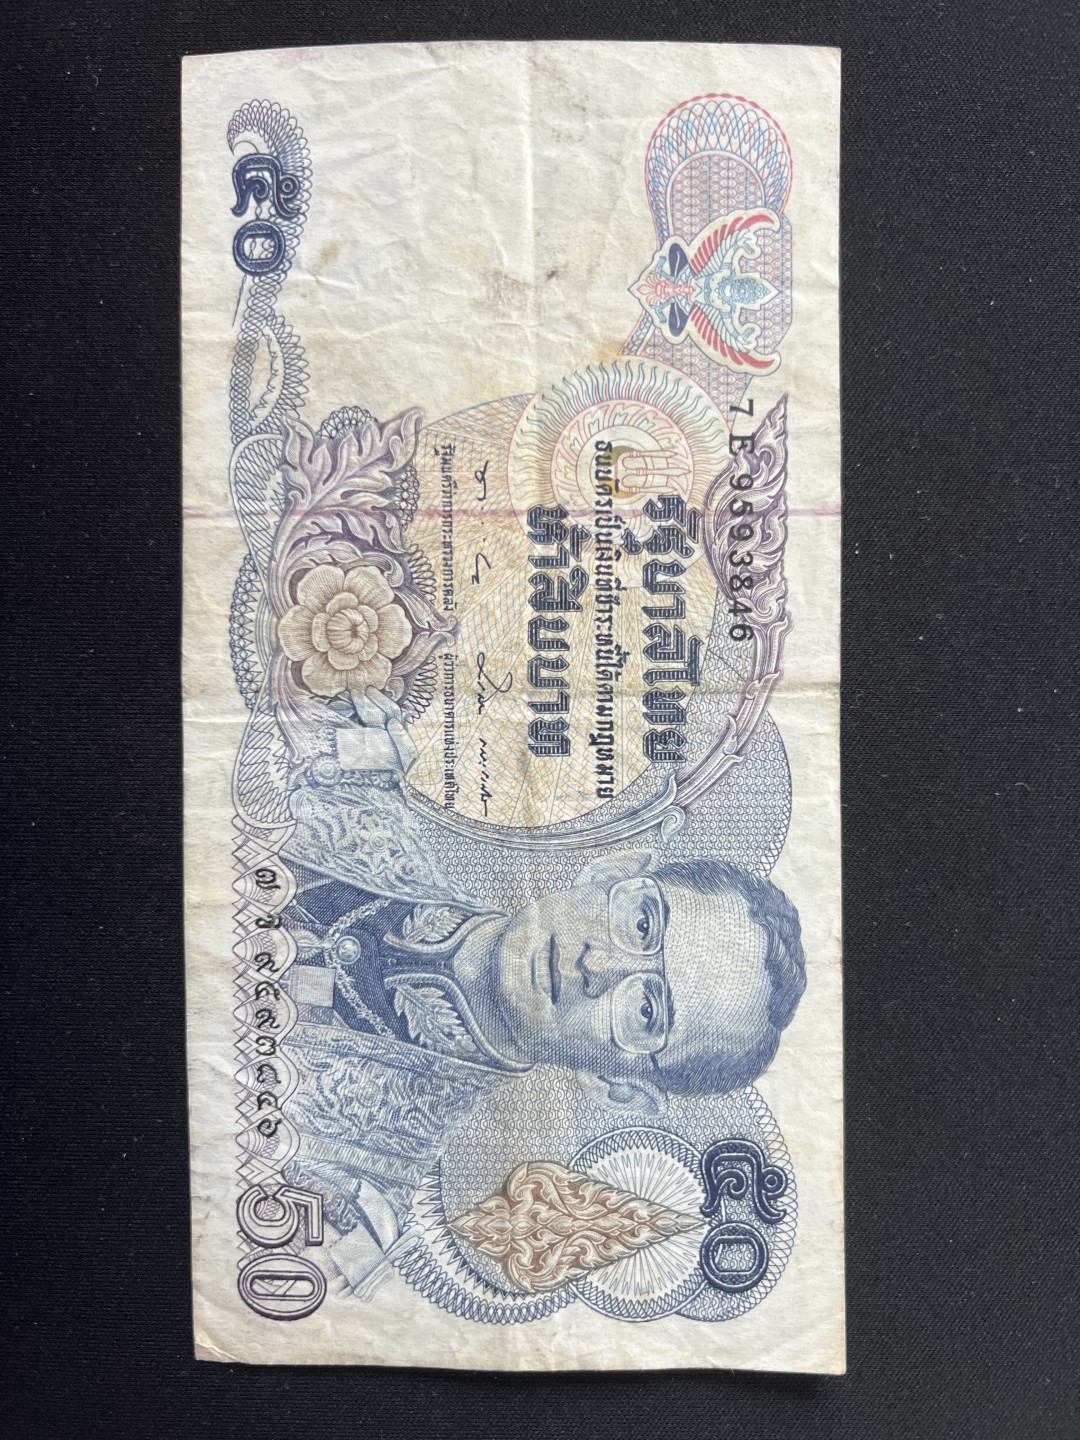 7 E 9593846
รัฐบาลไทย
ธนบัตรเป็นเงินที่ชำระหนี้ได้ตามกฎหมาย
ห้าสิบบาท
รัฐมนตรีว่าการกระทรวงการคลัง
ผู้ว่าการธนาคารแห่งประเทศไทย
๕๐
๕๐
๗ ๖ ๙๕๙๓๘๔๖
50